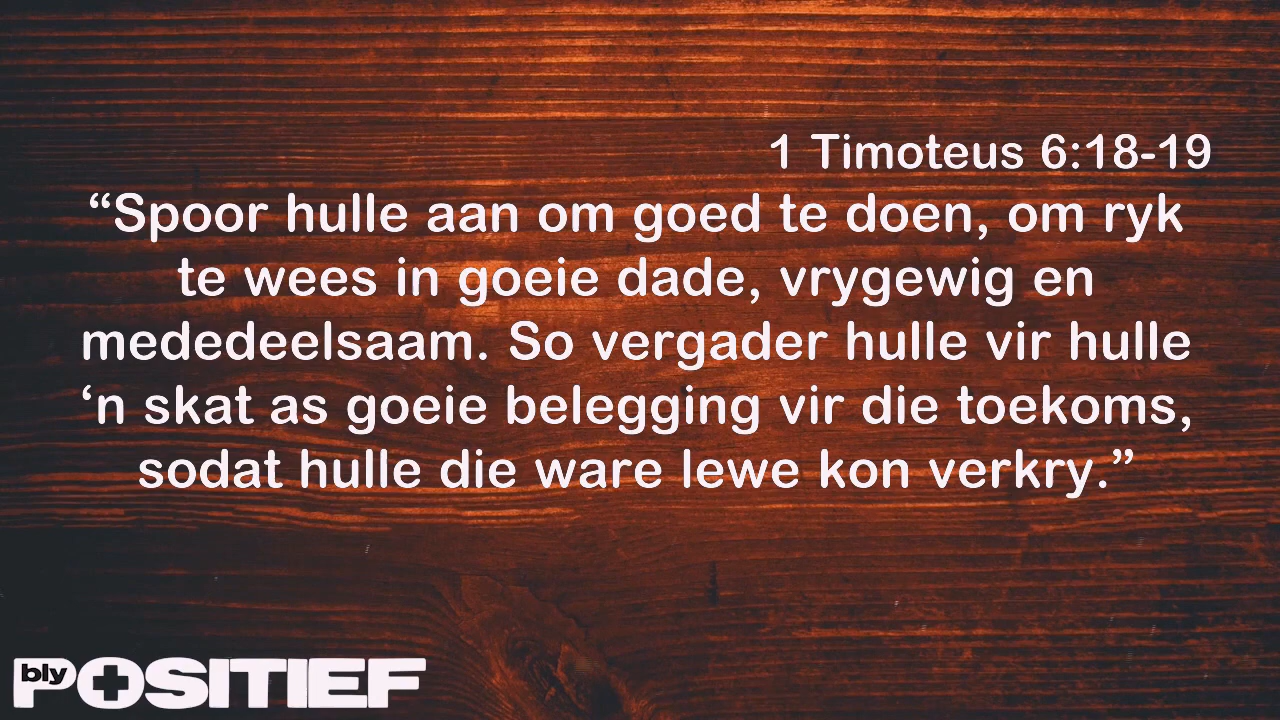 1 Timoteus 6:18-19
“Spoor hulle aan om goed te doen, om ryk
te wees in goeie dade, vrygewig en
mededeelsaam. So vergader hulle vir hulle
‘n skat as goeie belegging vir die toekoms,
sodat hulle die ware lewe kon verkry.”
bly
POSITIEF